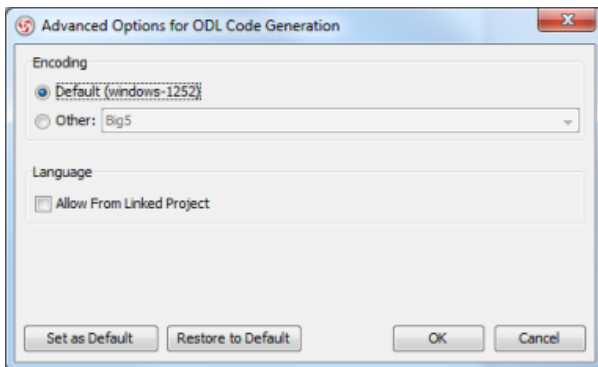 Advanced Options for ODL Code Generation
Encoding
Default (windows-1252)
Other: Big5
Language
Allow From Linked Project
Set as Default Restore to Default OK Cancel